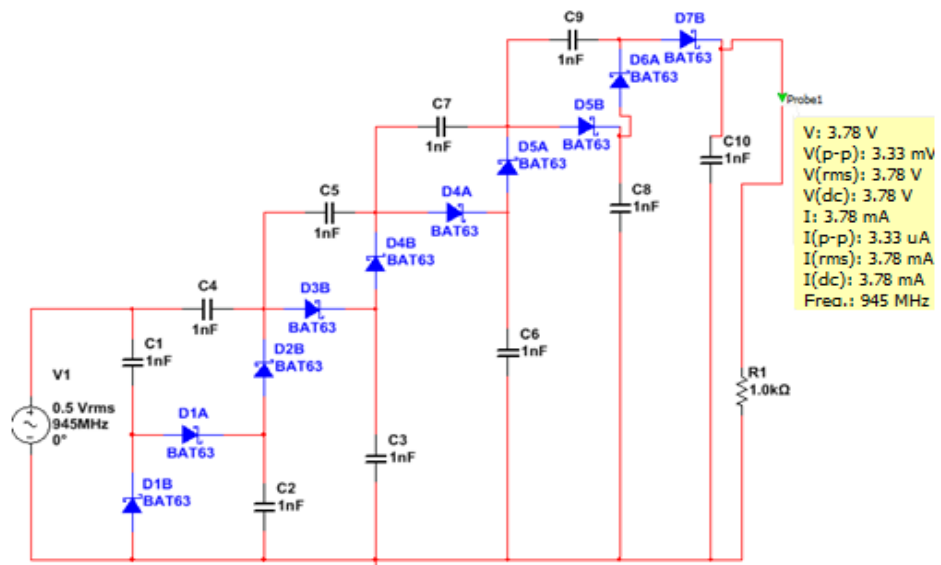 C9
1nF
D7B
BAT63
D6A
BAT63
Probe1
C7
1nF
D5B
BAT63
C10
1nF
V: 3.78 V
V(p-p): 3.33 mV
V(rms): 3.78 V
V(dc): 3.78 V
I: 3.78 mA
I(p-p): 3.33 uA
I(rms): 3.78 mA
I(dc): 3.78 mA
Freq.: 945 MHz
D5A
BAT63
C5
1nF
D4A
BAT63
C8
1nF
D4B
BAT63
C4
1nF
D3B
BAT63
C1
1nF
D2B
BAT63
C6
1nF
V1
0.5 Vrms
945MHz
0°
R1
1.0kΩ
D1A
BAT63
C3
1nF
D1B
BAT63
C2
1nF